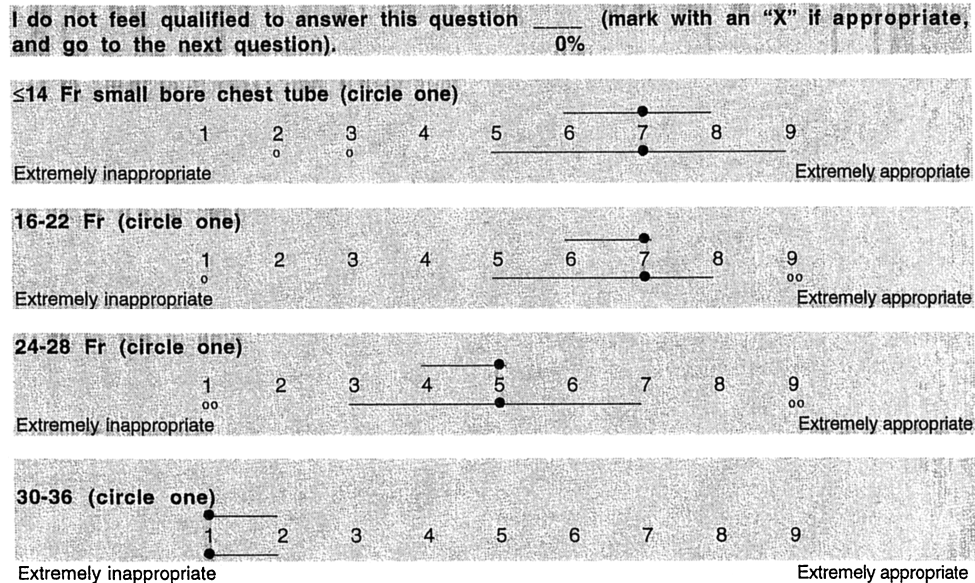 I do not feel qualified to answer this question ____ (mark with an “X” if appropriate,
and go to the next question). 0%
≤14 Fr small bore chest tube (circle one)
1 2 3 4 5 6 7 8 9
o o
Extremely inappropriate Extremely appropriate
16-22 Fr (circle one)
1 2 3 4 5 6 7 8 9
o oo
Extremely inappropriate Extremely appropriate
24-28 Fr (circle one)
1 2 3 4 5 6 7 8 9
oo oo
Extremely inappropriate Extremely appropriate
30-36 (circle one)
1 2 3 4 5 6 7 8 9
Extremely inappropriate Extremely appropriate